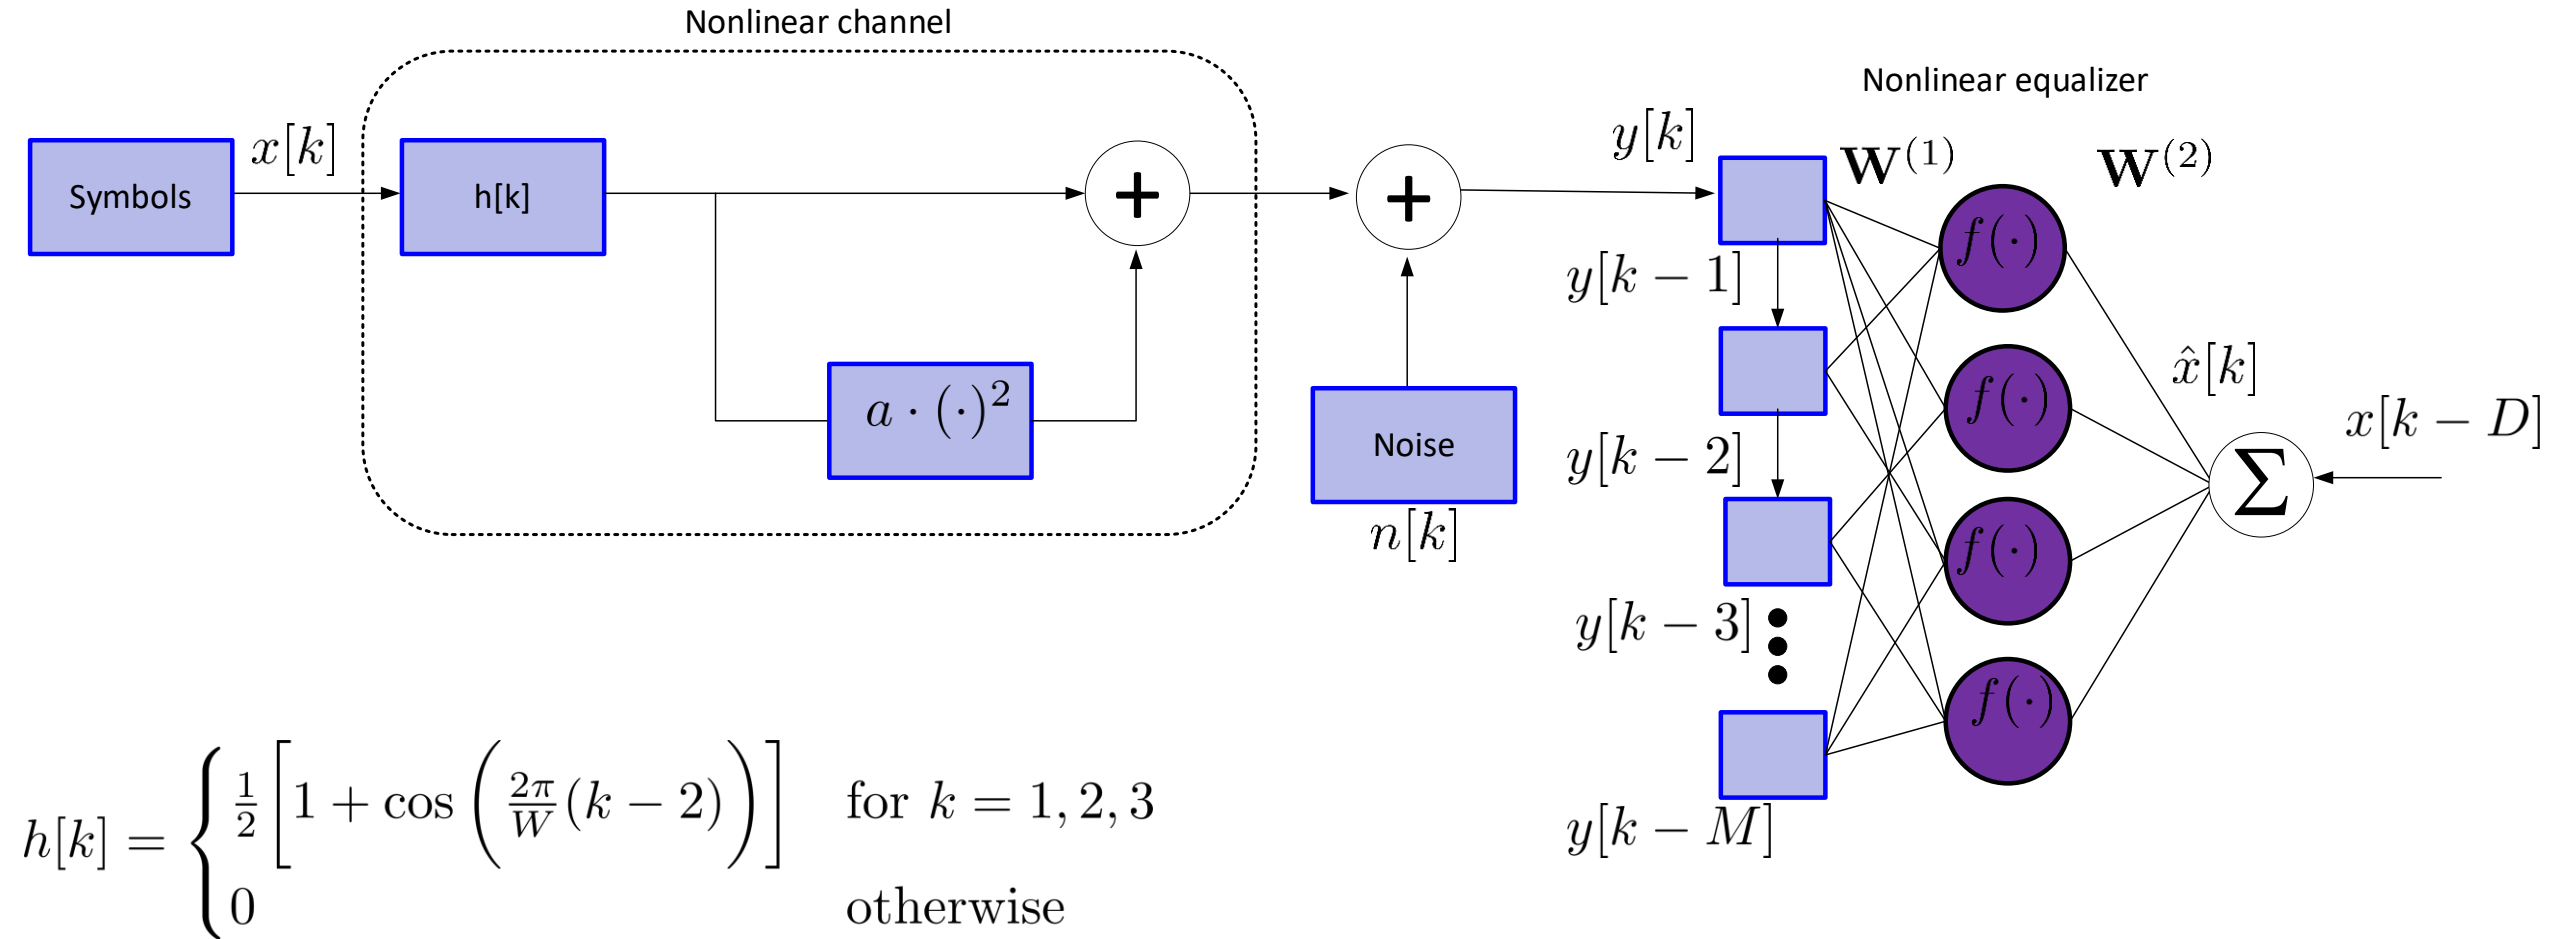 Nonlinear channel
Nonlinear equalizer
Symbols
x[k]
h[k]
+
a · (·)²
+
Noise
n[k]
y[k]
y[k − 1]
y[k − 2]
y[k − 3]
y[k − M]
W⁽¹⁾
W⁽²⁾
f(·)
f(·)
f(·)
f(·)
x̂[k]
Σ
x[k − D]
h[k] = { 1/2 [1 + cos(2π/W (k − 2))] for k = 1, 2, 3
0 otherwise